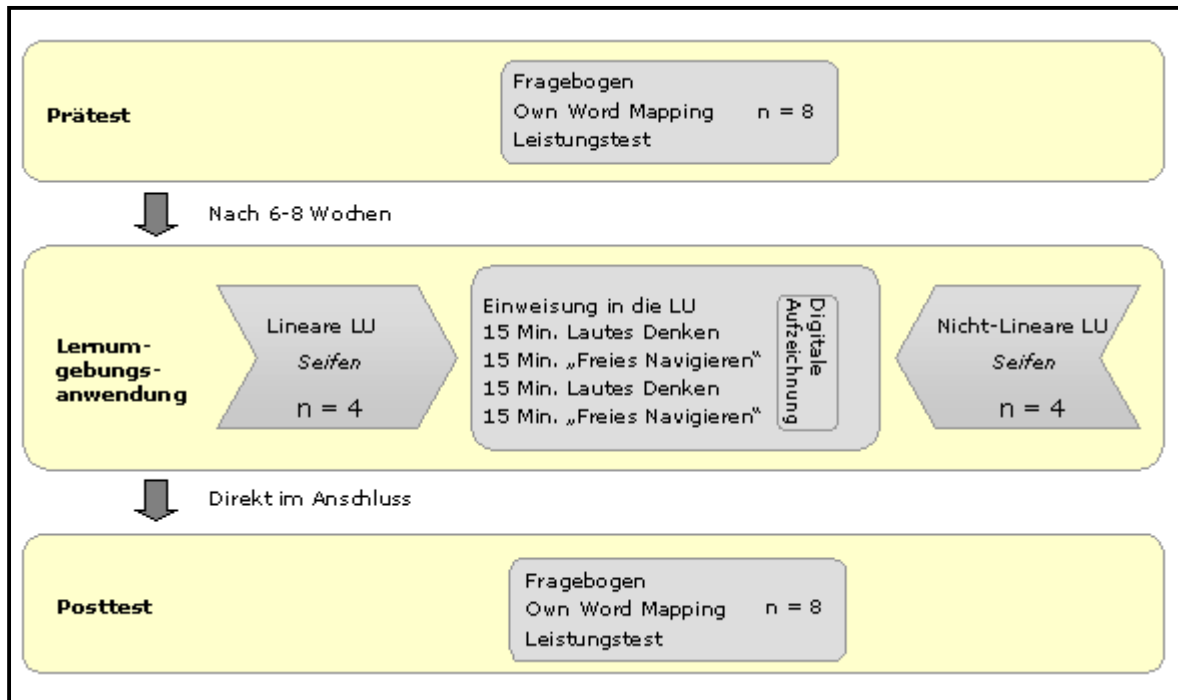 Prätest
Fragebogen
Own Word Mapping n = 8
Leistungstest
Nach 6-8 Wochen
Lernum-
gebungs-
anwendung
Lineare LU
Seifen
n = 4
Einweisung in die LU
15 Min. Lautes Denken
15 Min. „Freies Navigieren“
15 Min. Lautes Denken
15 Min. „Freies Navigieren“
Digitale
Aufzeichnung
Nicht-Lineare LU
Seifen
n = 4
Direkt im Anschluss
Posttest
Fragebogen
Own Word Mapping n = 8
Leistungstest